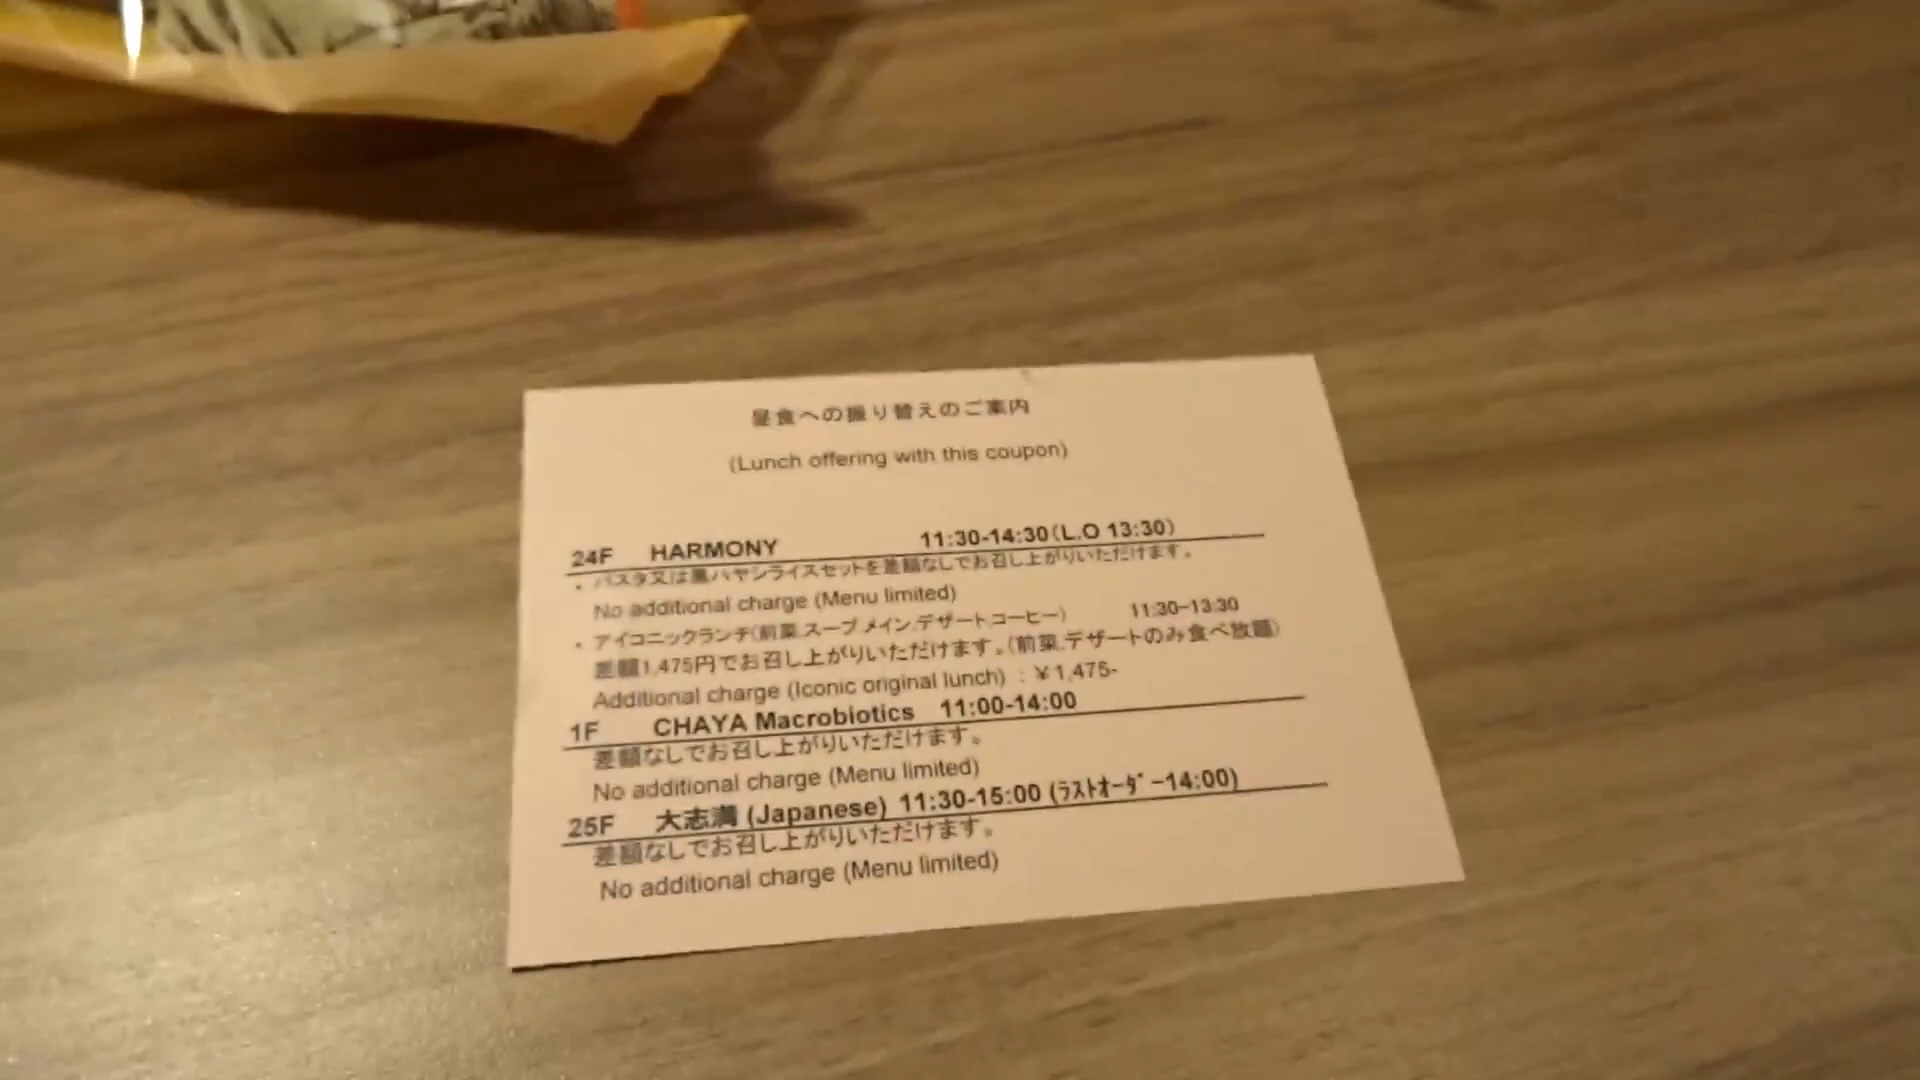 昼食への振り替えのご案内
(Lunch offering with this coupon)
24F HARMONY 11:30-14:30(L.O 13:30)
・パスタ又は黒ハヤシライスセットを差額なしでお召し上がりいただけます。
No additional charge (Menu limited)
・アイコニックランチ(前菜.スープ.メイン.デザート.コーヒー) 11:30-13:30
差額1,475円でお召し上がりいただけます。(前菜.デザートのみ食べ放題)
Additional charge (Iconic original lunch) : ¥1,475-
1F CHAYA Macrobiotics 11:00-14:00
差額なしでお召し上がりいただけます。
No additional charge (Menu limited)
25F 大志満 (Japanese) 11:30-15:00 (ﾗｽﾄｵｰﾀﾞｰ14:00)
差額なしでお召し上がりいただけます。
No additional charge (Menu limited)